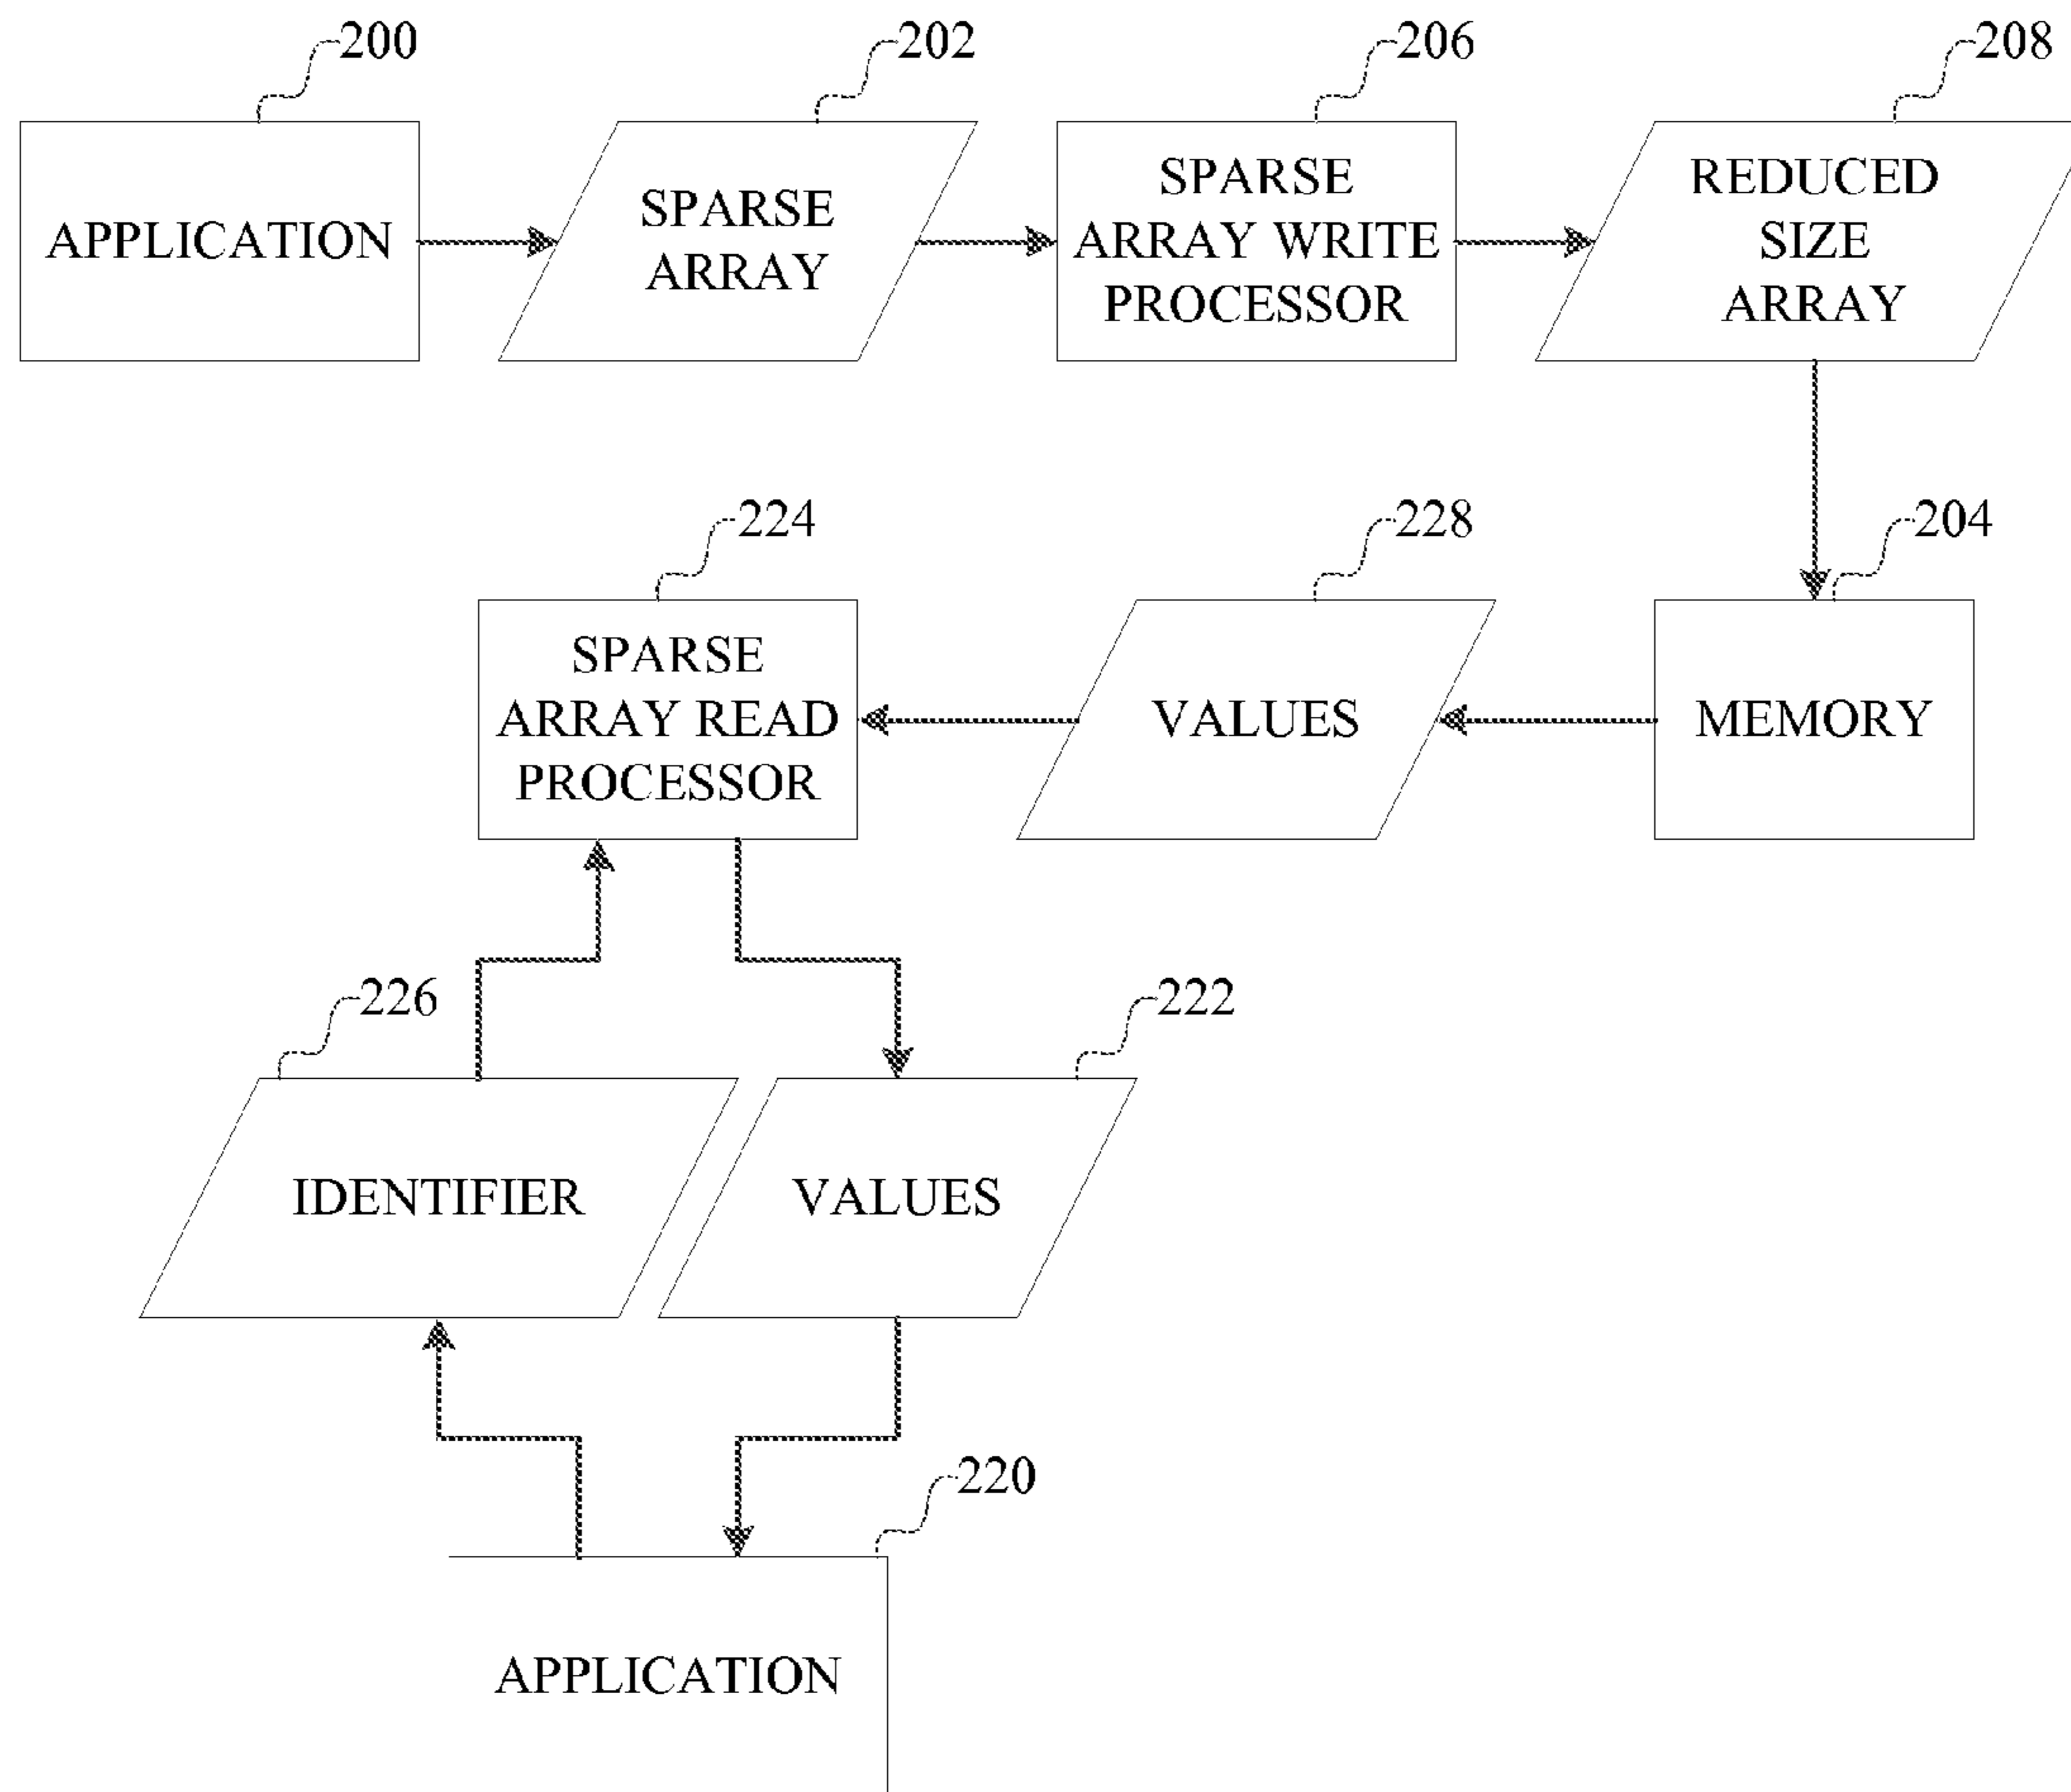 200
202
206
208
APPLICATION
SPARSE
ARRAY
SPARSE
ARRAY WRITE
PROCESSOR
REDUCED
SIZE
ARRAY
224
228
204
SPARSE
ARRAY READ
PROCESSOR
VALUES
MEMORY
226
222
IDENTIFIER
VALUES
220
APPLICATION